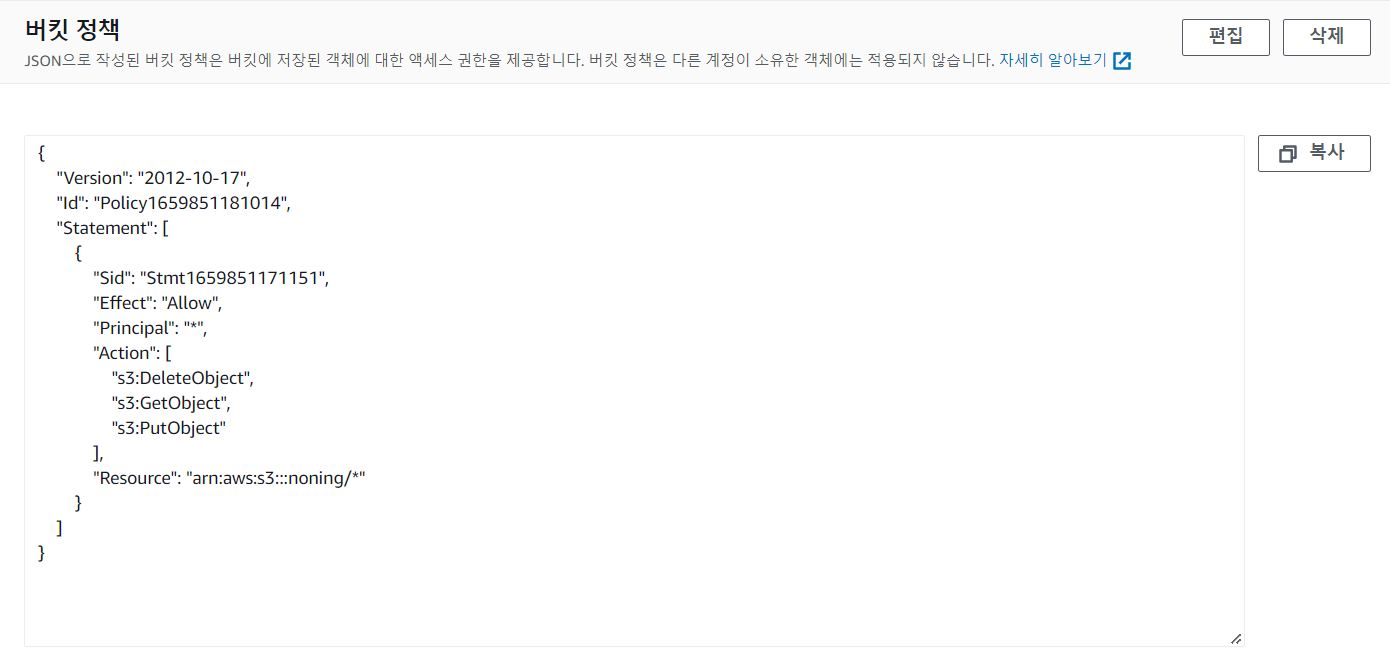 버킷 정책
편집
삭제
JSON으로 작성된 버킷 정책은 버킷에 저장된 객체에 대한 액세스 권한을 제공합니다. 버킷 정책은 다른 계정이 소유한 객체에는 적용되지 않습니다. 자세히 알아보기
복사
{
"Version": "2012-10-17",
"Id": "Policy1659851181014",
"Statement": [
{
"Sid": "Stmt1659851171151",
"Effect": "Allow",
"Principal": "*",
"Action": [
"s3:DeleteObject",
"s3:GetObject",
"s3:PutObject"
],
"Resource": "arn:aws:s3:::noning/*"
}
]
}